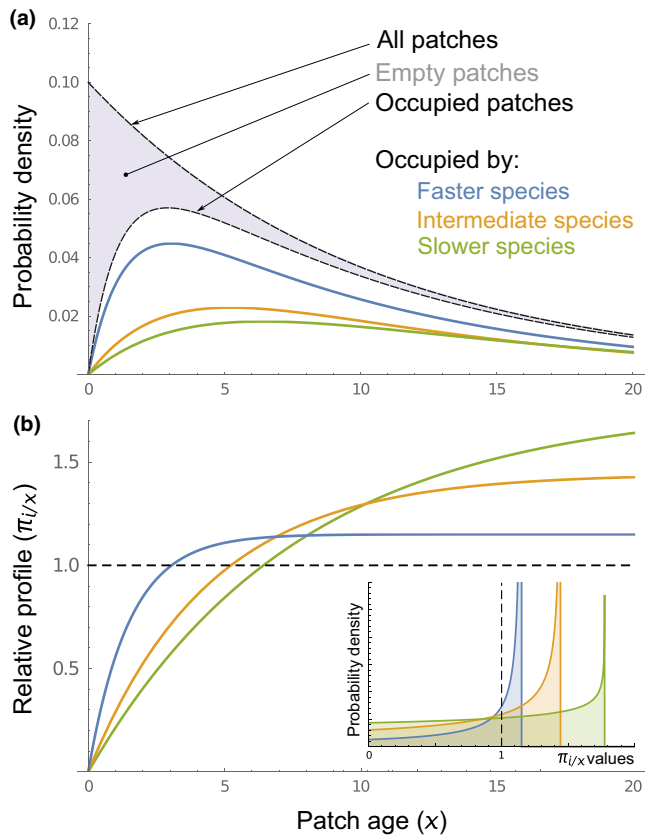 (a)
All patches
Empty patches
Occupied patches
Occupied by:
Faster species
Intermediate species
Slower species
Probability density
0.12
0.10
0.08
0.06
0.04
0.02
0 5 10 15 20
(b)
Relative profile (πi/x)
1.5
1.0
0.5
Probability density
0 1 πi/x values
0 5 10 15 20
Patch age (x)